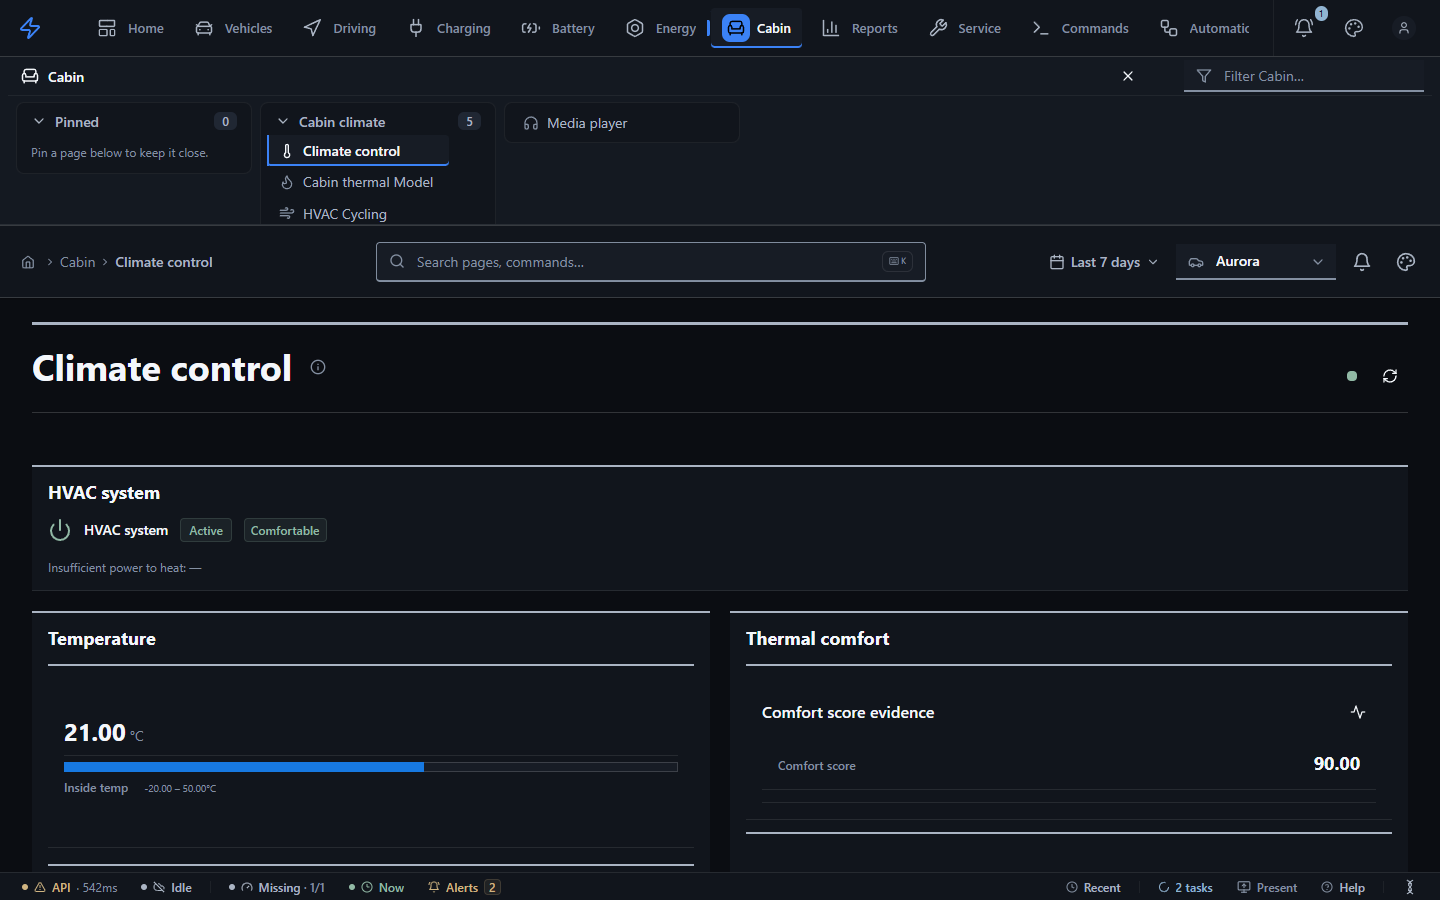 Home
Vehicles
Driving
Charging
Battery
Energy
Cabin
Reports
Service
Commands
Automatic
1
Cabin
Filter Cabin...
Pinned
0
Pin a page below to keep it close.
Cabin climate
5
Climate control
Cabin thermal Model
HVAC Cycling
Media player
Cabin
Climate control
Search pages, commands...
K
Last 7 days
Aurora
Climate control
HVAC system
HVAC system
Active
Comfortable
Insufficient power to heat: —
Temperature
21.00 °C
Inside temp
-20.00 – 50.00°C
Thermal comfort
Comfort score evidence
Comfort score
90.00
API · 542ms
Idle
Missing · 1/1
Now
Alerts 2
Recent
2 tasks
Present
Help